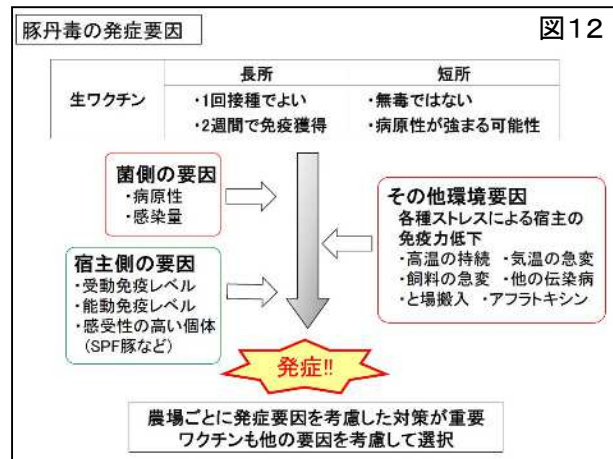 豚丹毒の発症要因
図12
長所
短所
生ワクチン
・1回接種でよい
・2週間で免疫獲得
・無毒ではない
・病原性が強まる可能性
菌側の要因
・病原性
・感染量
宿主側の要因
・受動免疫レベル
・能動免疫レベル
・感受性の高い個体
(SPF豚など)
その他環境要因
各種ストレスによる宿主の
免疫力低下
・高温の持続 ・気温の急変
・飼料の急変 ・他の伝染病
・と場搬入 ・アフラトキシン
発症!!
農場ごとに発症要因を考慮した対策が重要
ワクチンも他の要因を考慮して選択